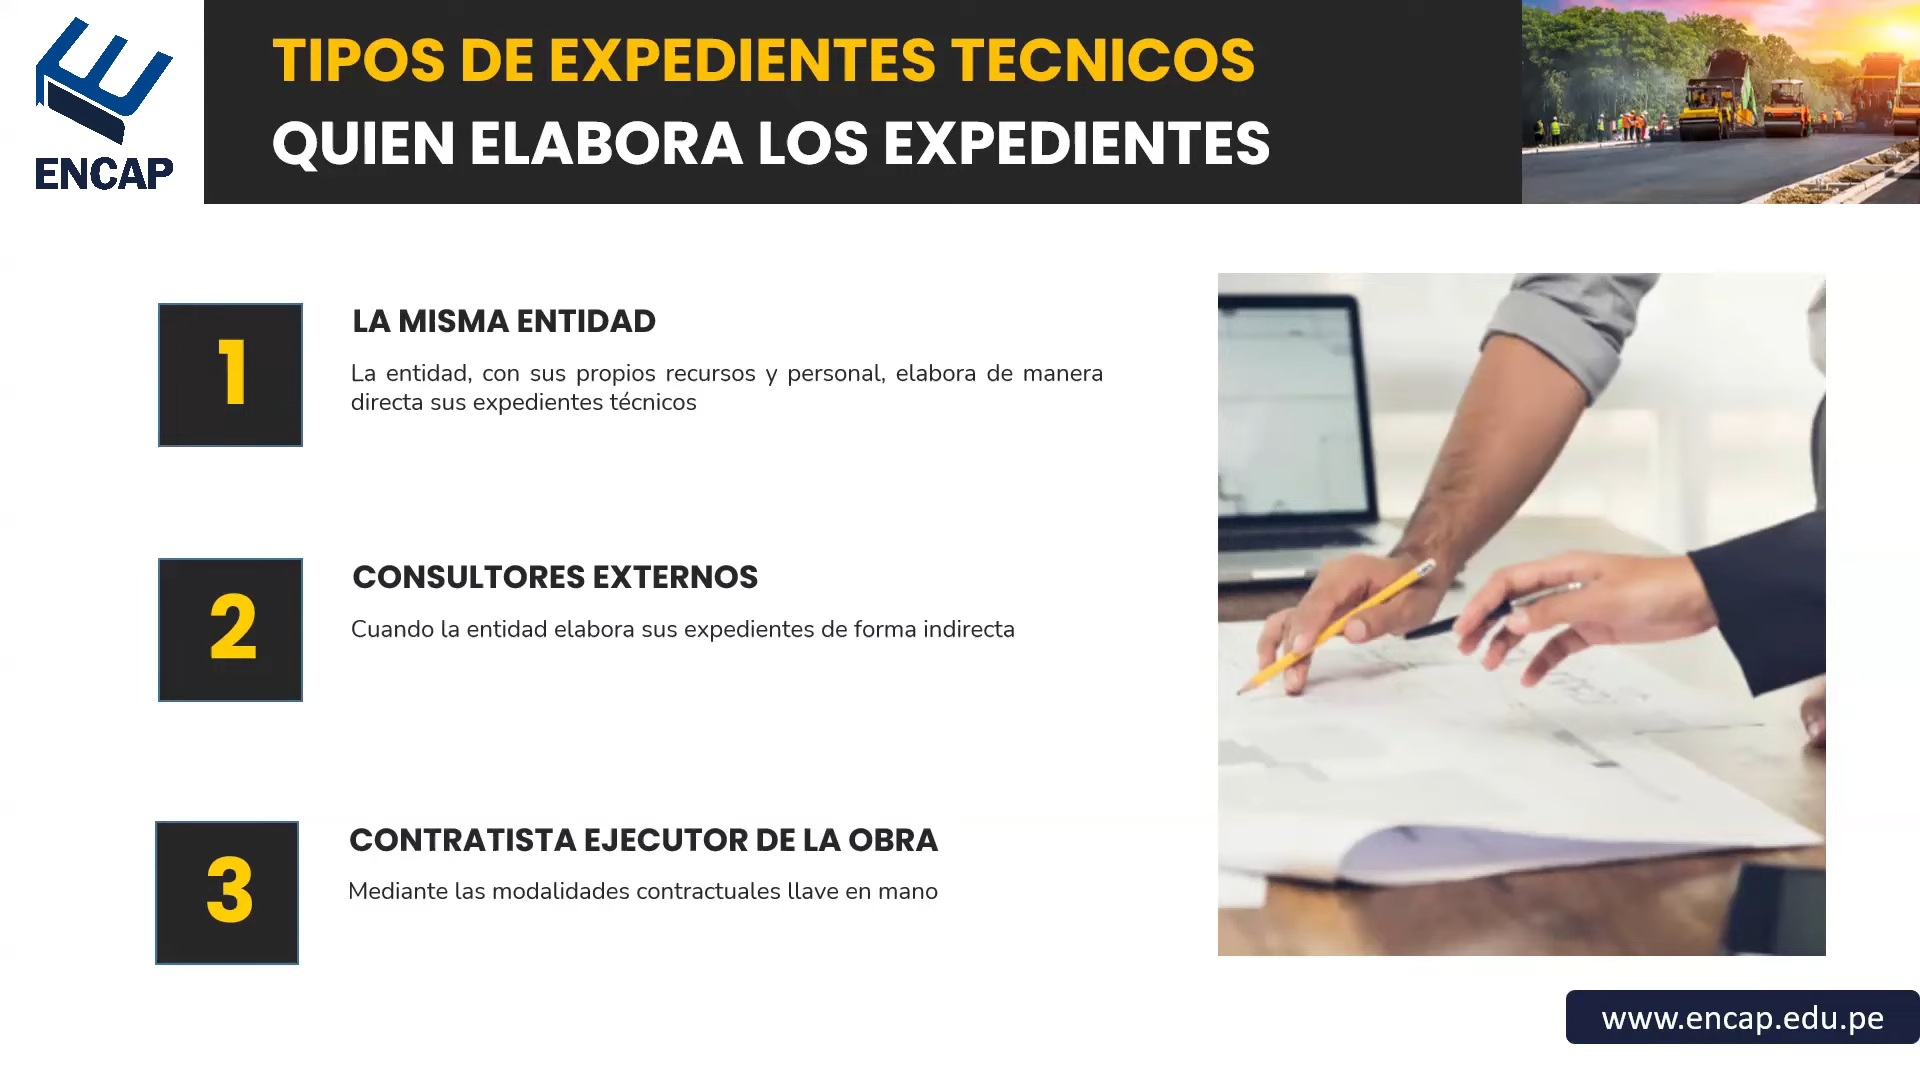 ENCAP
TIPOS DE EXPEDIENTES TECNICOS
QUIEN ELABORA LOS EXPEDIENTES
1
LA MISMA ENTIDAD
La entidad, con sus propios recursos y personal, elabora de manera
directa sus expedientes técnicos
2
CONSULTORES EXTERNOS
Cuando la entidad elabora sus expedientes de forma indirecta
3
CONTRATISTA EJECUTOR DE LA OBRA
Mediante las modalidades contractuales llave en mano
www.encap.edu.pe